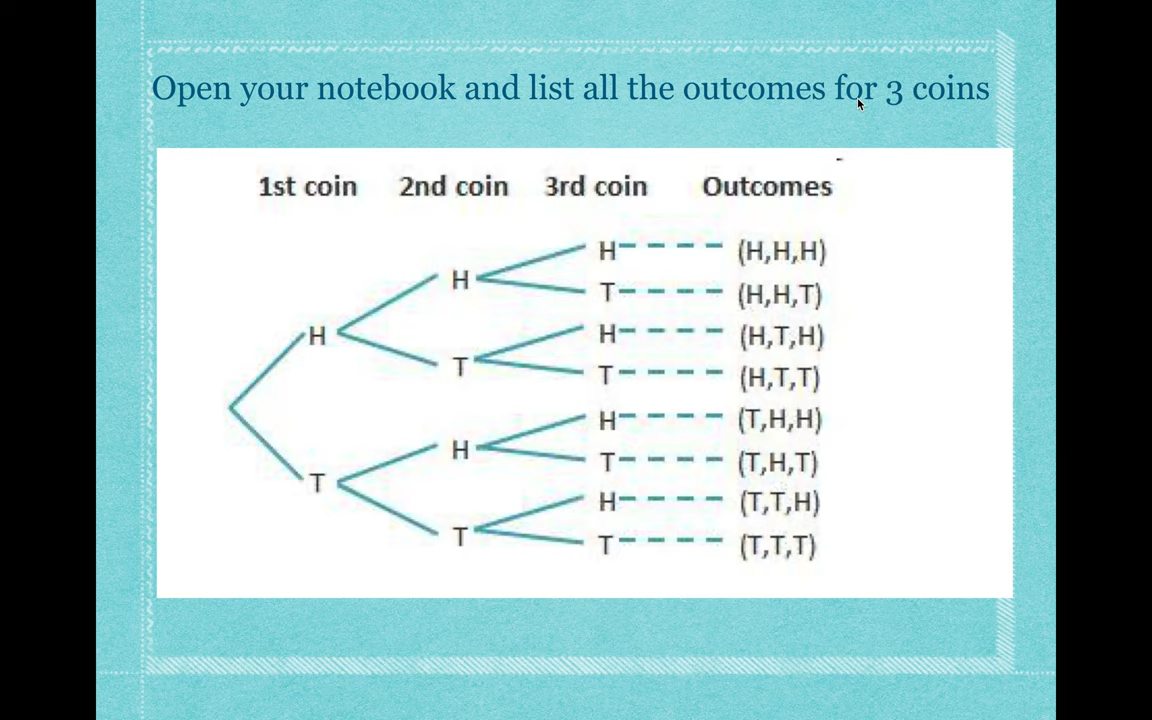 Open your notebook and list all the outcomes for 3 coins
1st coin 2nd coin 3rd coin Outcomes
H (H,H,H)
H
T (H,H,T)
H
H (H,T,H)
T
T (H,T,T)
H (T,H,H)
H
T (T,H,T)
T
H (T,T,H)
T
T (T,T,T)